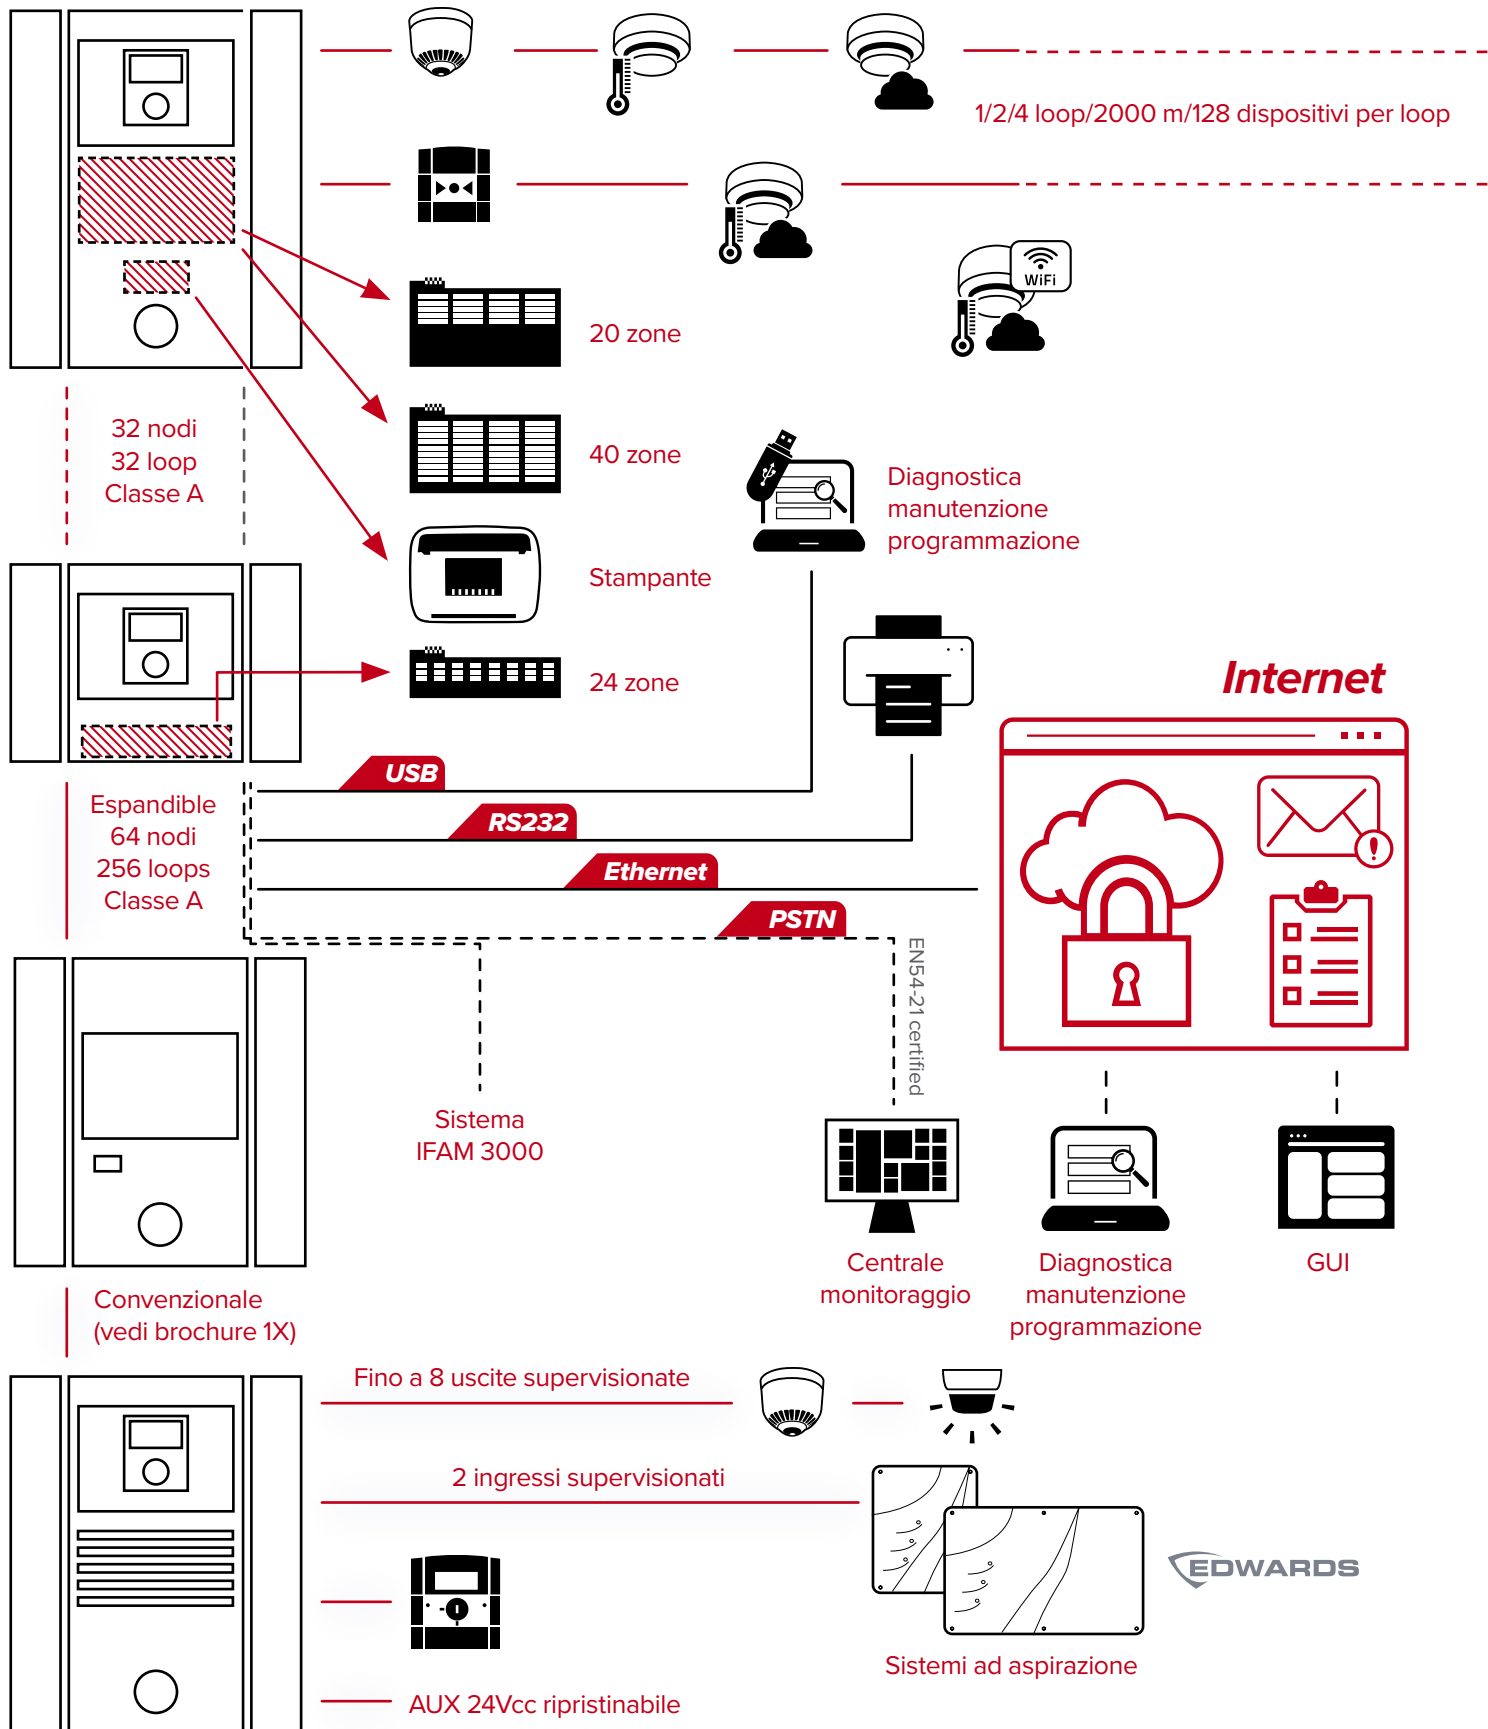 1/2/4 loop/2000 m/128 dispositivi per loop
WiFi
20 zone
32 nodi
32 loop
Classe A
40 zone
Diagnostica
manutenzione
programmazione
Stampante
24 zone
Internet
USB
Espandible
64 nodi
256 loops
Classe A
RS232
Ethernet
PSTN
EN54-21 certified
Sistema
IFAM 3000
Centrale
monitoraggio
Diagnostica
manutenzione
programmazione
GUI
Convenzionale
(vedi brochure 1X)
Fino a 8 uscite supervisionate
2 ingressi supervisionati
EDWARDS
Sistemi ad aspirazione
AUX 24Vcc ripristinabile